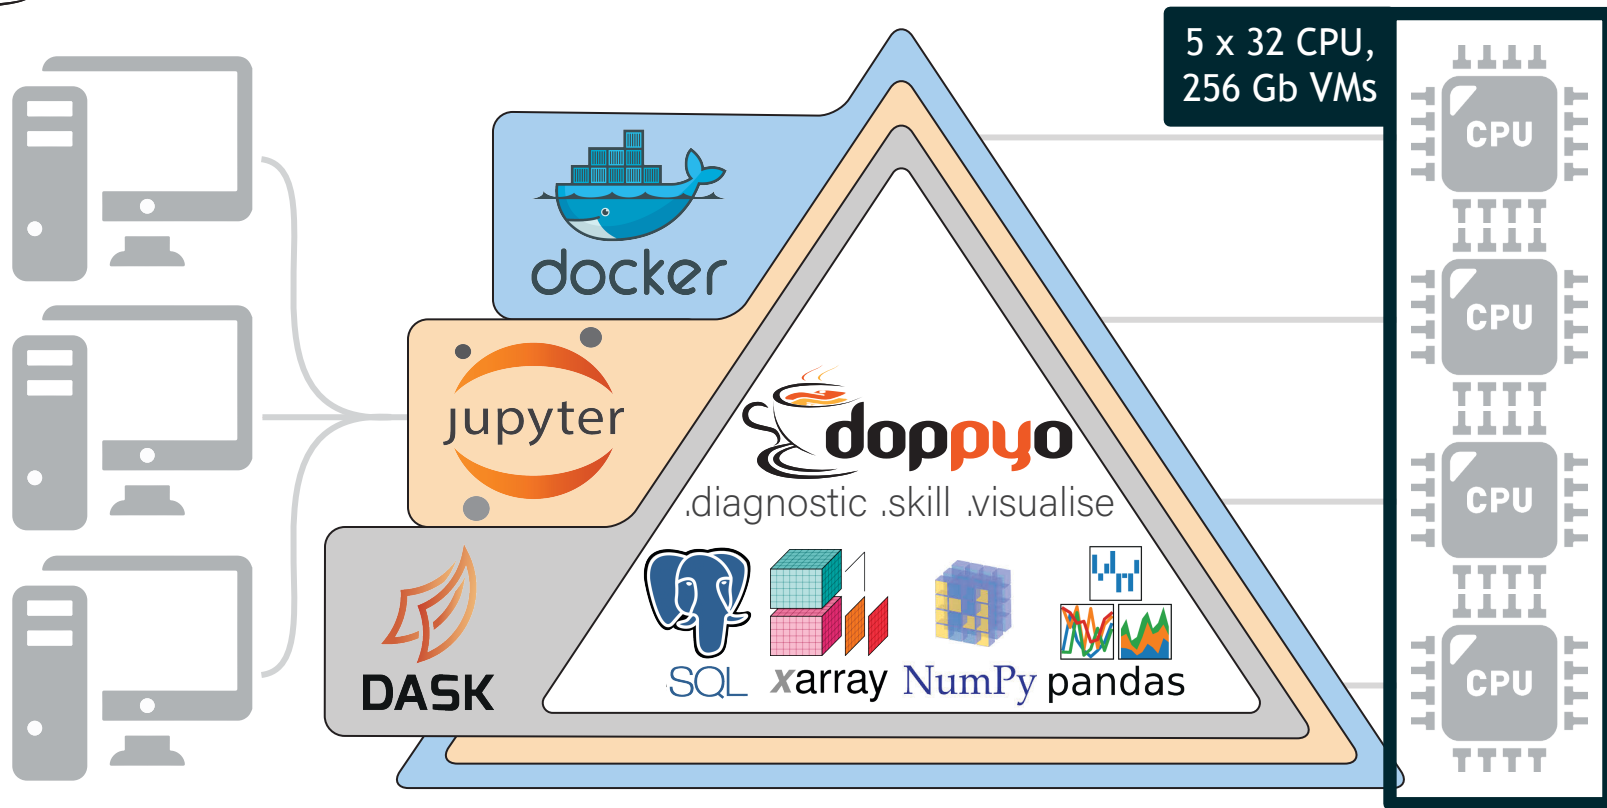 5 x 32 CPU,
256 Gb VMs
CPU
docker
CPU
jupyter
doppyo
.diagnostic .skill .visualise
CPU
DASK
SQL xarray NumPy pandas
CPU